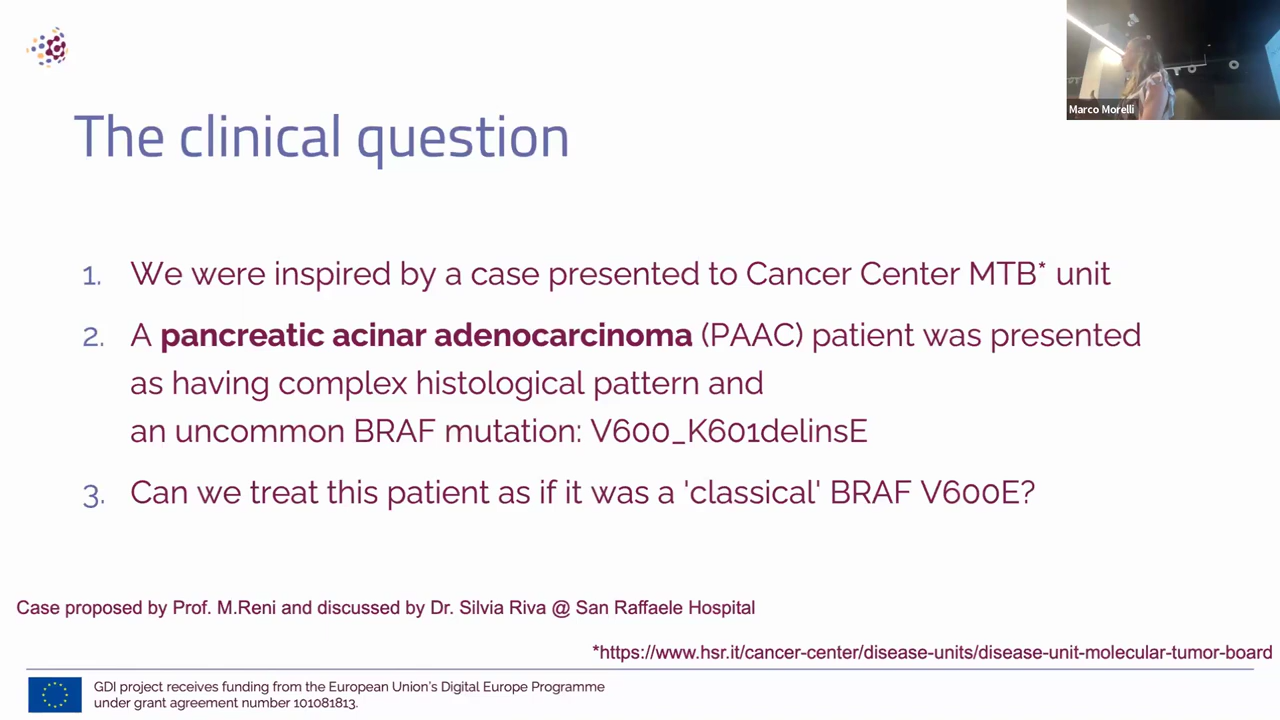 Marco Morelli
The clinical question
1. We were inspired by a case presented to Cancer Center MTB* unit
2. A pancreatic acinar adenocarcinoma (PAAC) patient was presented
as having complex histological pattern and
an uncommon BRAF mutation: V600_K601delinsE
3. Can we treat this patient as if it was a 'classical' BRAF V600E?
Case proposed by Prof. M.Reni and discussed by Dr. Silvia Riva @ San Raffaele Hospital
*https://www.hsr.it/cancer-center/disease-units/disease-unit-molecular-tumor-board
GDI project receives funding from the European Union's Digital Europe Programme
under grant agreement number 101081813.